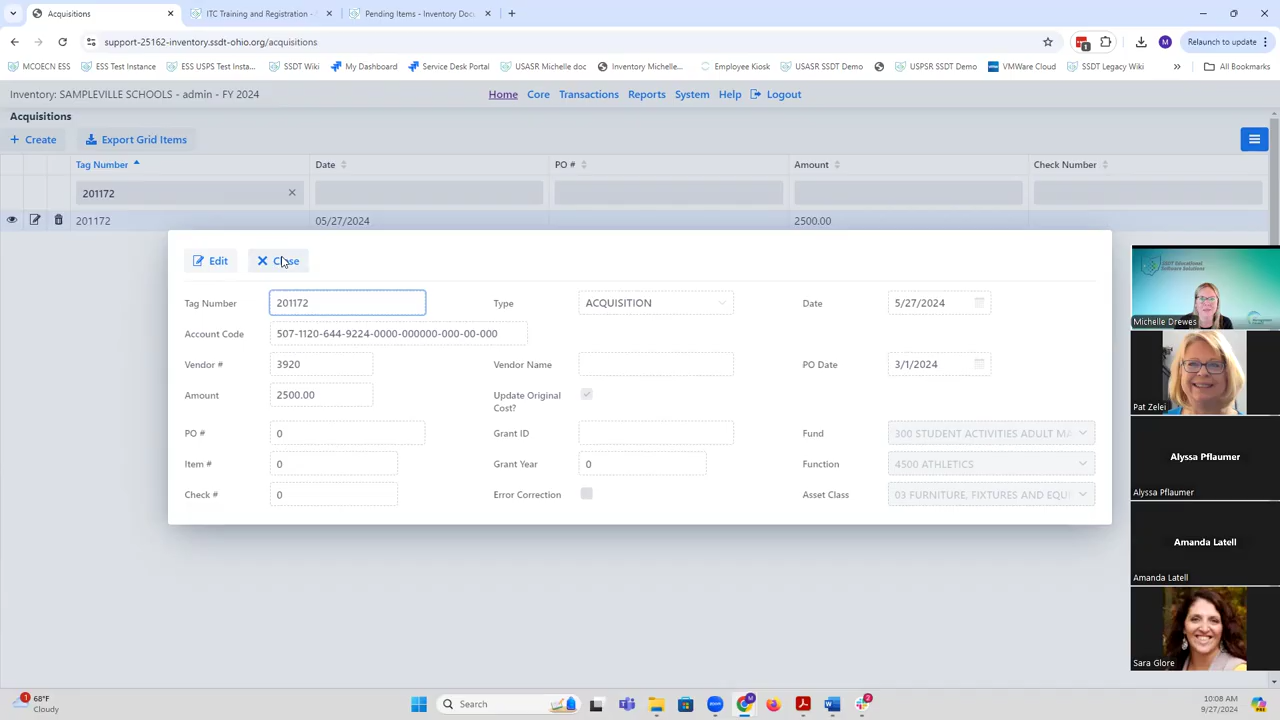 Acquisitions
ITC Training and Registration -
Pending Items - Inventory Docu
support-25162-inventory.ssdt-ohio.org/acquisitions
Relaunch to update
MCOECN ESS
ESS Test Instance
ESS USPS Test Insta...
SSDT Wiki
My Dashboard
Service Desk Portal
USASR Michelle doc
Inventory Michelle...
Employee Kiosk
USASR SSDT Demo
USPSR SSDT Demo
VMWare Cloud
SSDT Legacy Wiki
All Bookmarks
Inventory: SAMPLEVILLE SCHOOLS - admin - FY 2024
Home Core Transactions Reports System Help Logout
Acquisitions
Create Export Grid Items
Tag Number Date PO # Amount Check Number
201172
201172 05/27/2024 2500.00
Edit Close
Tag Number 201172 Type ACQUISITION Date 5/27/2024
Account Code 507-1120-644-9224-0000-000000-000-00-000
Vendor # 3920 Vendor Name PO Date 3/1/2024
Amount 2500.00 Update Original
Cost?
PO # 0 Grant ID Fund 300 STUDENT ACTIVITIES ADULT MA
Item # 0 Grant Year 0 Function 4500 ATHLETICS
Check # 0 Error Correction Asset Class 03 FURNITURE, FIXTURES AND EQUI
SSDT Educational
Software Solutions
Michelle Drewes
Pat Zelei
Alyssa Pflaumer
Alyssa Pflaumer
Amanda Latell
Amanda Latell
Sara Glore
68°F
Cloudy
Search
10:08 AM
9/27/2024